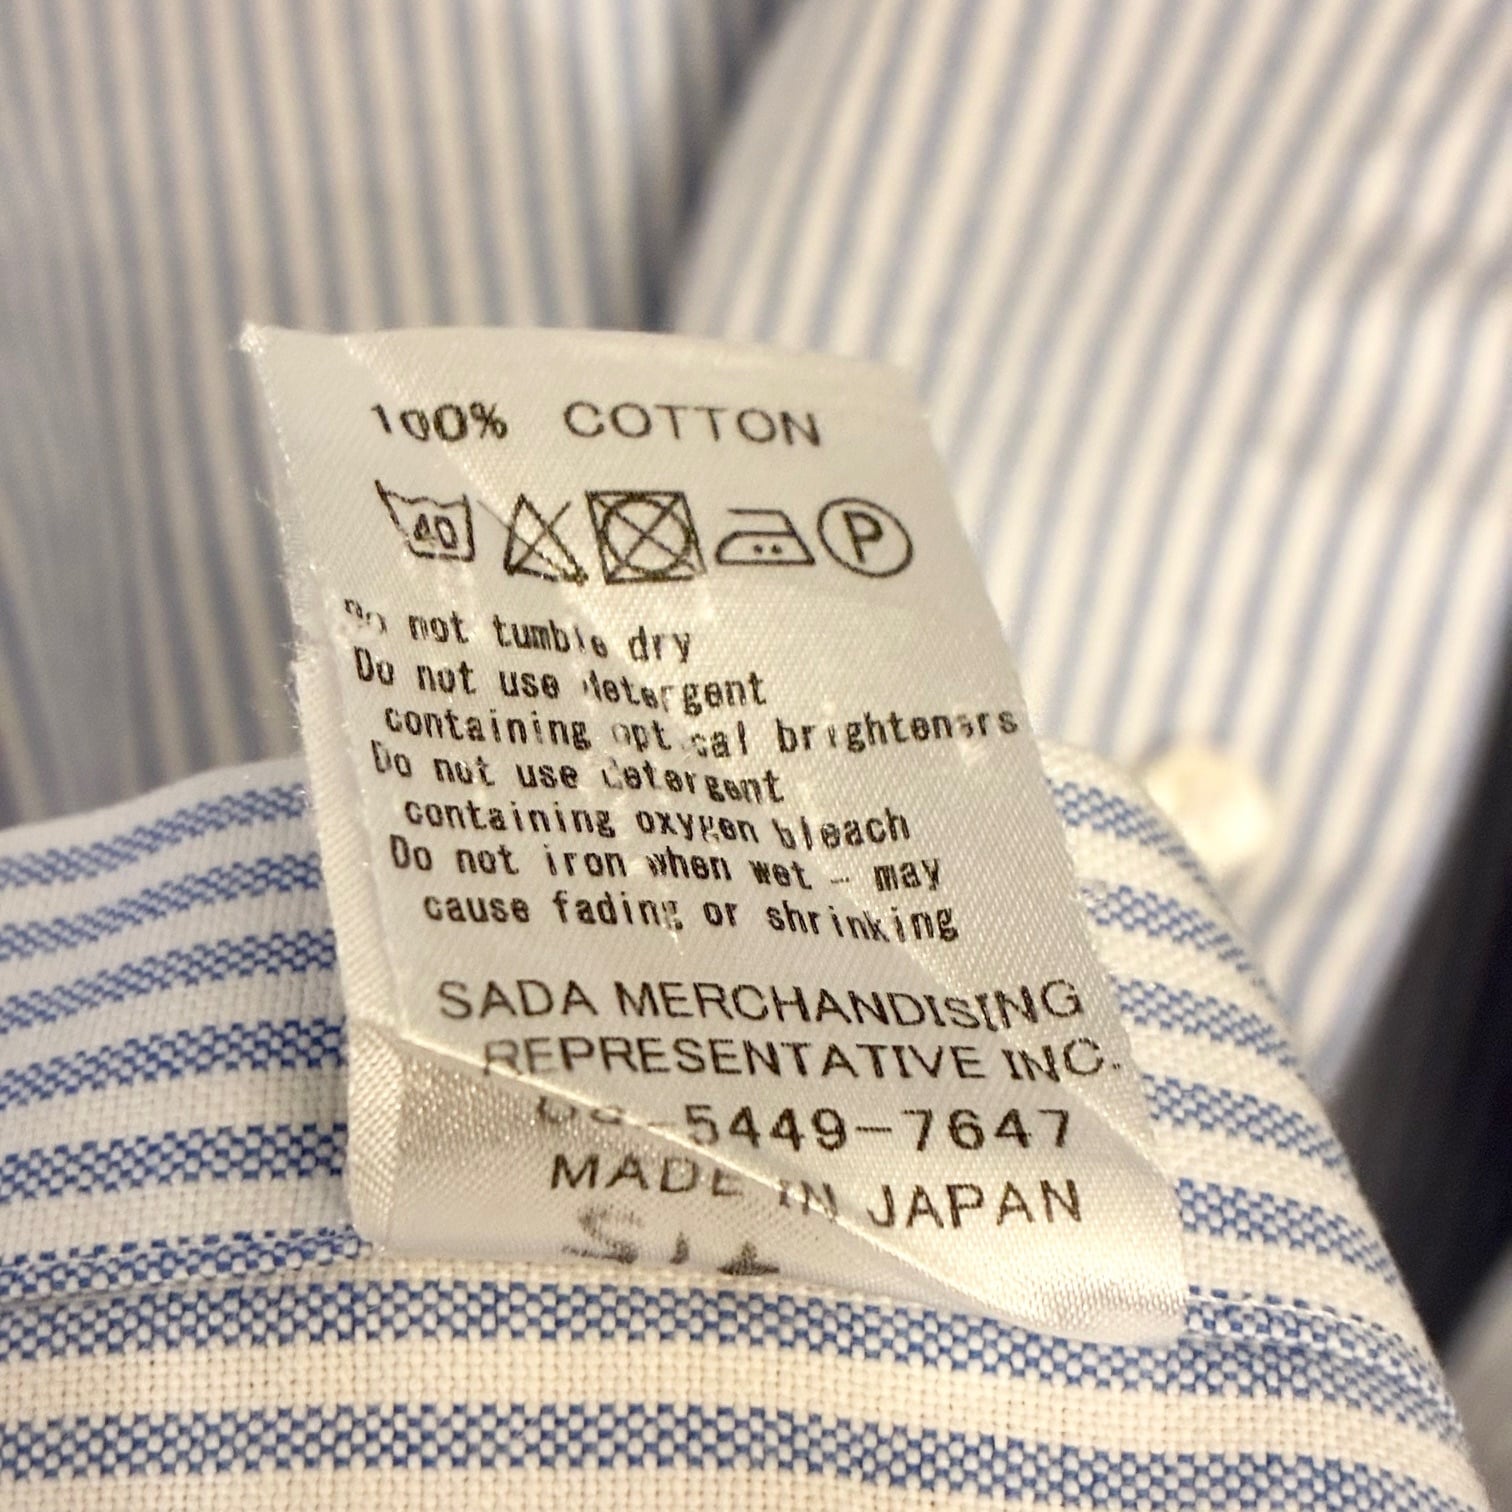 100% COTTON
40
P
Do not tumble dry
Do not use detergent
containing optical brighteners
Do not use detergent
containing oxygen bleach
Do not iron when wet – may
cause fading or shrinking
SADA MERCHANDISING
REPRESENTATIVE INC.
-5449-7647
MADE IN JAPAN